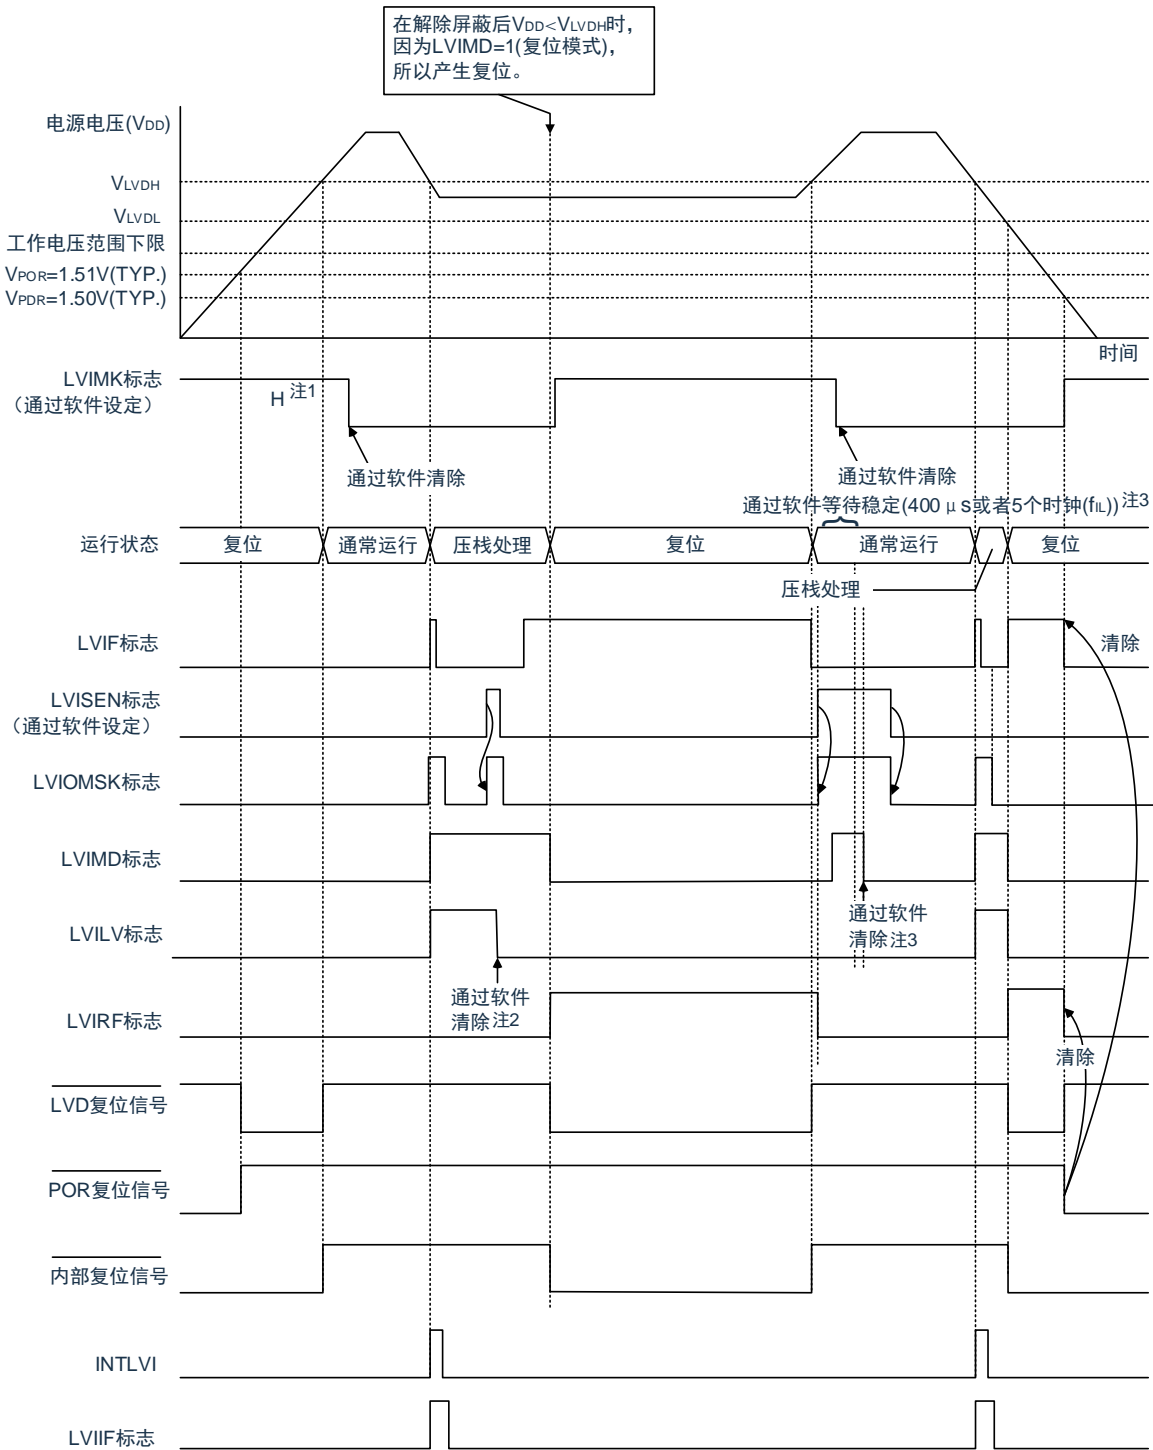 在解除屏蔽后VDD<VLVDH时，
因为LVIMD=1(复位模式)，
所以产生复位。
电源电压(VDD)
VLVDH
VLVDL
工作电压范围下限
VPOR=1.51V(TYP.)
VPDR=1.50V(TYP.)
时间
LVIMK标志
（通过软件设定）
H 注1
通过软件清除
通过软件清除
通过软件等待稳定(400 μs或者5个时钟(fIL)) 注3
运行状态
复位
通常运行
压栈处理
复位
通常运行
复位
压栈处理
LVIF标志
清除
LVISEN标志
（通过软件设定）
LVIOMSK标志
LVIMD标志
通过软件
清除注3
LVILV标志
通过软件
清除注2
LVIRF标志
清除
LVD复位信号
POR复位信号
内部复位信号
INTLVI
LVIIF标志